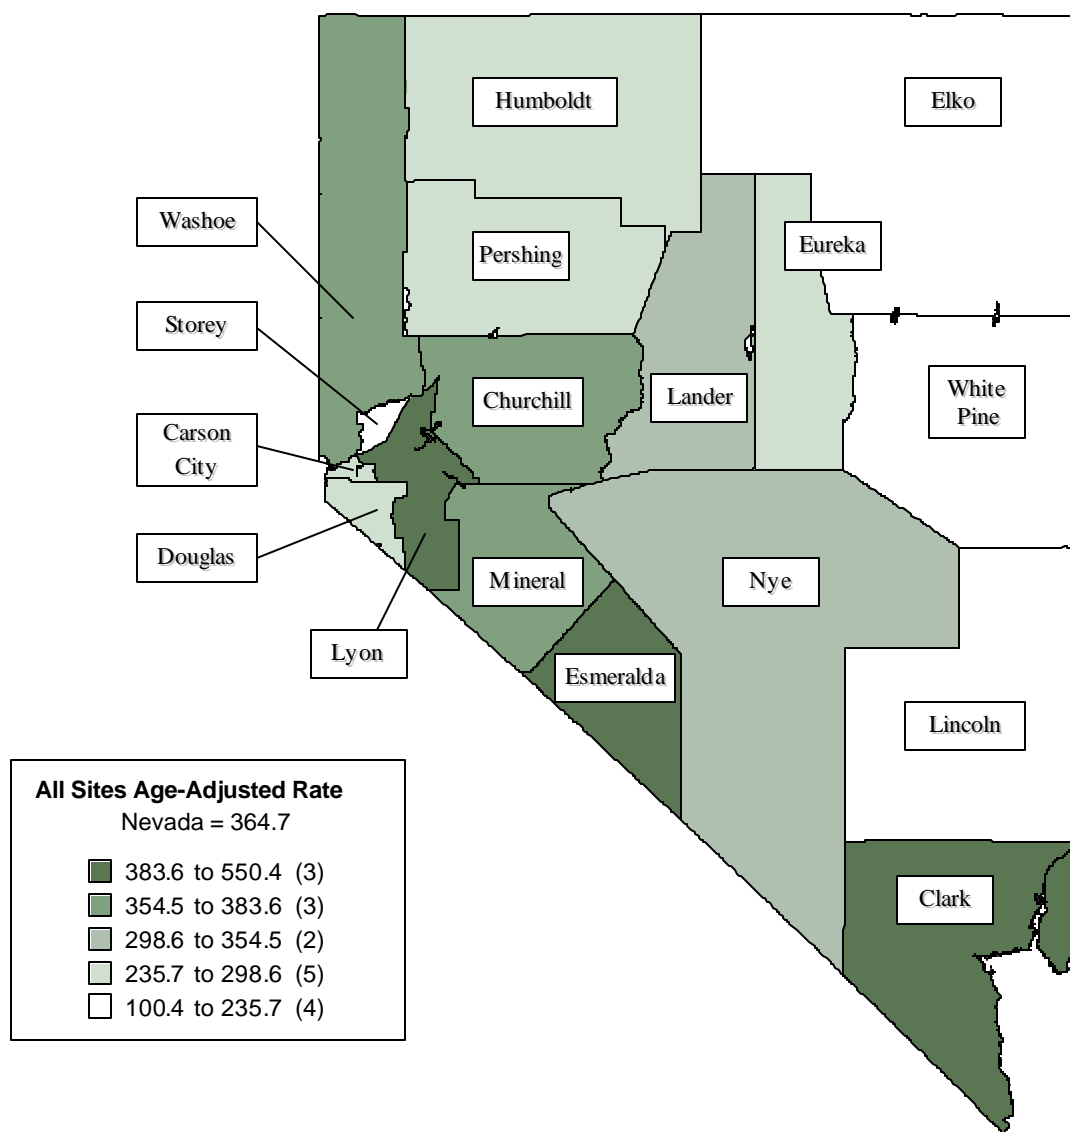 Humboldt
Elko
Washoe
Eureka
Pershing
Storey
Churchill
Lander
White
Pine
Carson
City
Douglas
Mineral
Nye
Lyon
Esmeralda
Lincoln
All Sites Age-Adjusted Rate
Nevada = 364.7
383.6 to 550.4 (3)
354.5 to 383.6 (3)
298.6 to 354.5 (2)
235.7 to 298.6 (5)
100.4 to 235.7 (4)
Clark